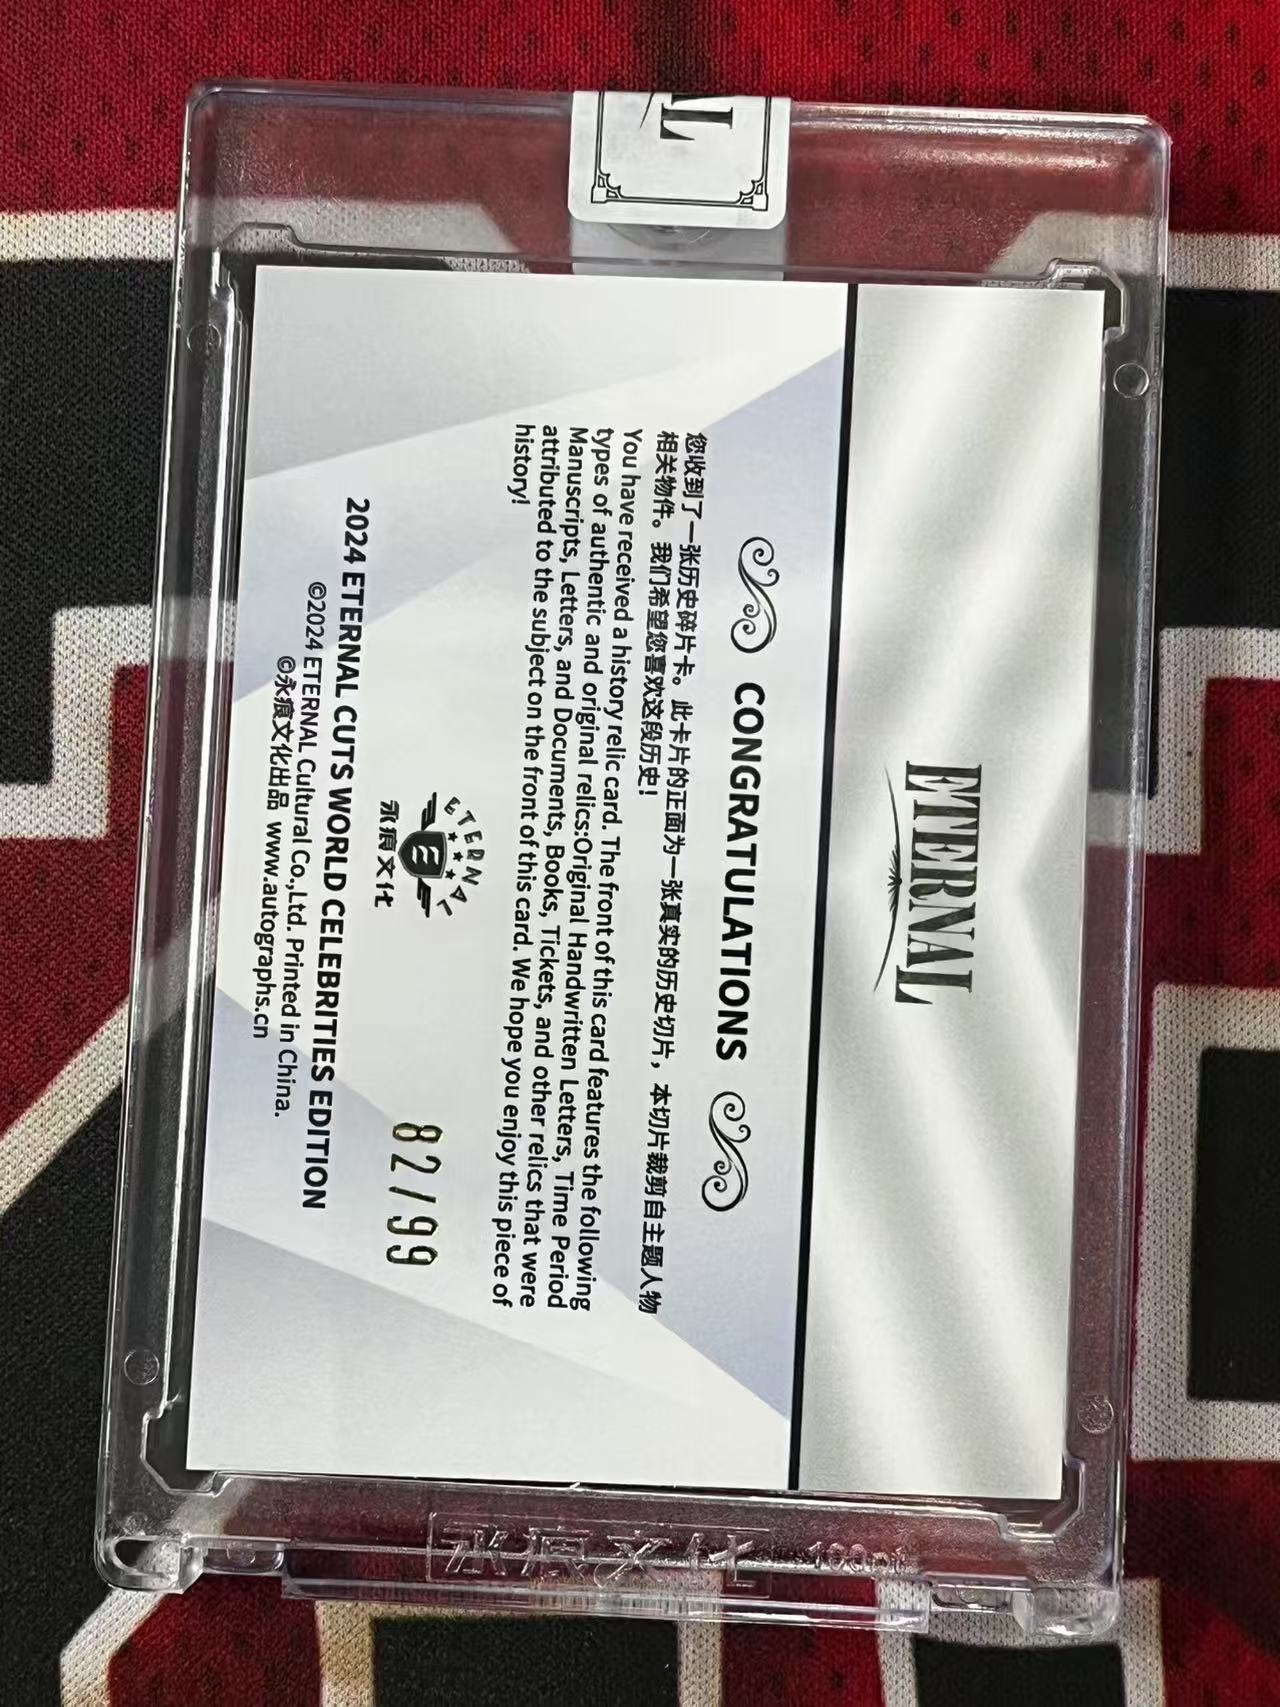 NAL
ETERNAL
CONGRATULATIONS
您收到了一张历史碎片卡。此卡片的正面为一张真实的历史切片，本切片裁剪自主题人物
相关物件。我们希望您喜欢这段历史!
You have received a history relic card. The front of this card features the following
types of authentic and original relics:Original Handwritten Letters, Time Period
Manuscripts, Letters, and Documents, Books, Tickets, and other relics that were
attributed to the subject on the front of this card. We hope you enjoy this piece of
history!
ETERNAL
E
永痕文化
82/99
2024 ETERNAL CUTS WORLD CELEBRITIES EDITION
©2024 ETERNAL Cultural Co.,Ltd. Printed in China.
©永痕文化出品 www.autographs.cn
永痕文化 180pt